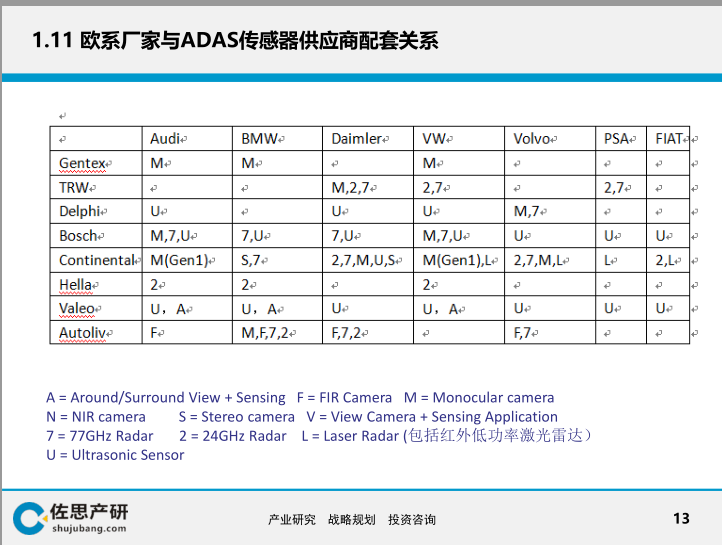 1.11 欧系厂家与ADAS传感器供应商配套关系
Audi BMW Daimler VW Volvo PSA FIAT
Gentex M M M
TRW M,2,7 2,7 2,7
Delphi U U U M,7
Bosch M,7,U 7,U 7,U M,7,U U U U
Continental M(Gen1) S,7 2,7,M,U,S M(Gen1),L 2,7,M,L L 2,L
Hella 2 2 2
Valeo U，A U，A U U，A U U U
Autoliv F M,F,7,2 F,7,2 F,7
A = Around/Surround View + Sensing F = FIR Camera M = Monocular camera
N = NIR camera S = Stereo camera V = View Camera + Sensing Application
7 = 77GHz Radar 2 = 24GHz Radar L = Laser Radar (包括红外低功率激光雷达）
U = Ultrasonic Sensor
佐思产研
shujubang.com
产业研究 战略规划 投资咨询
13